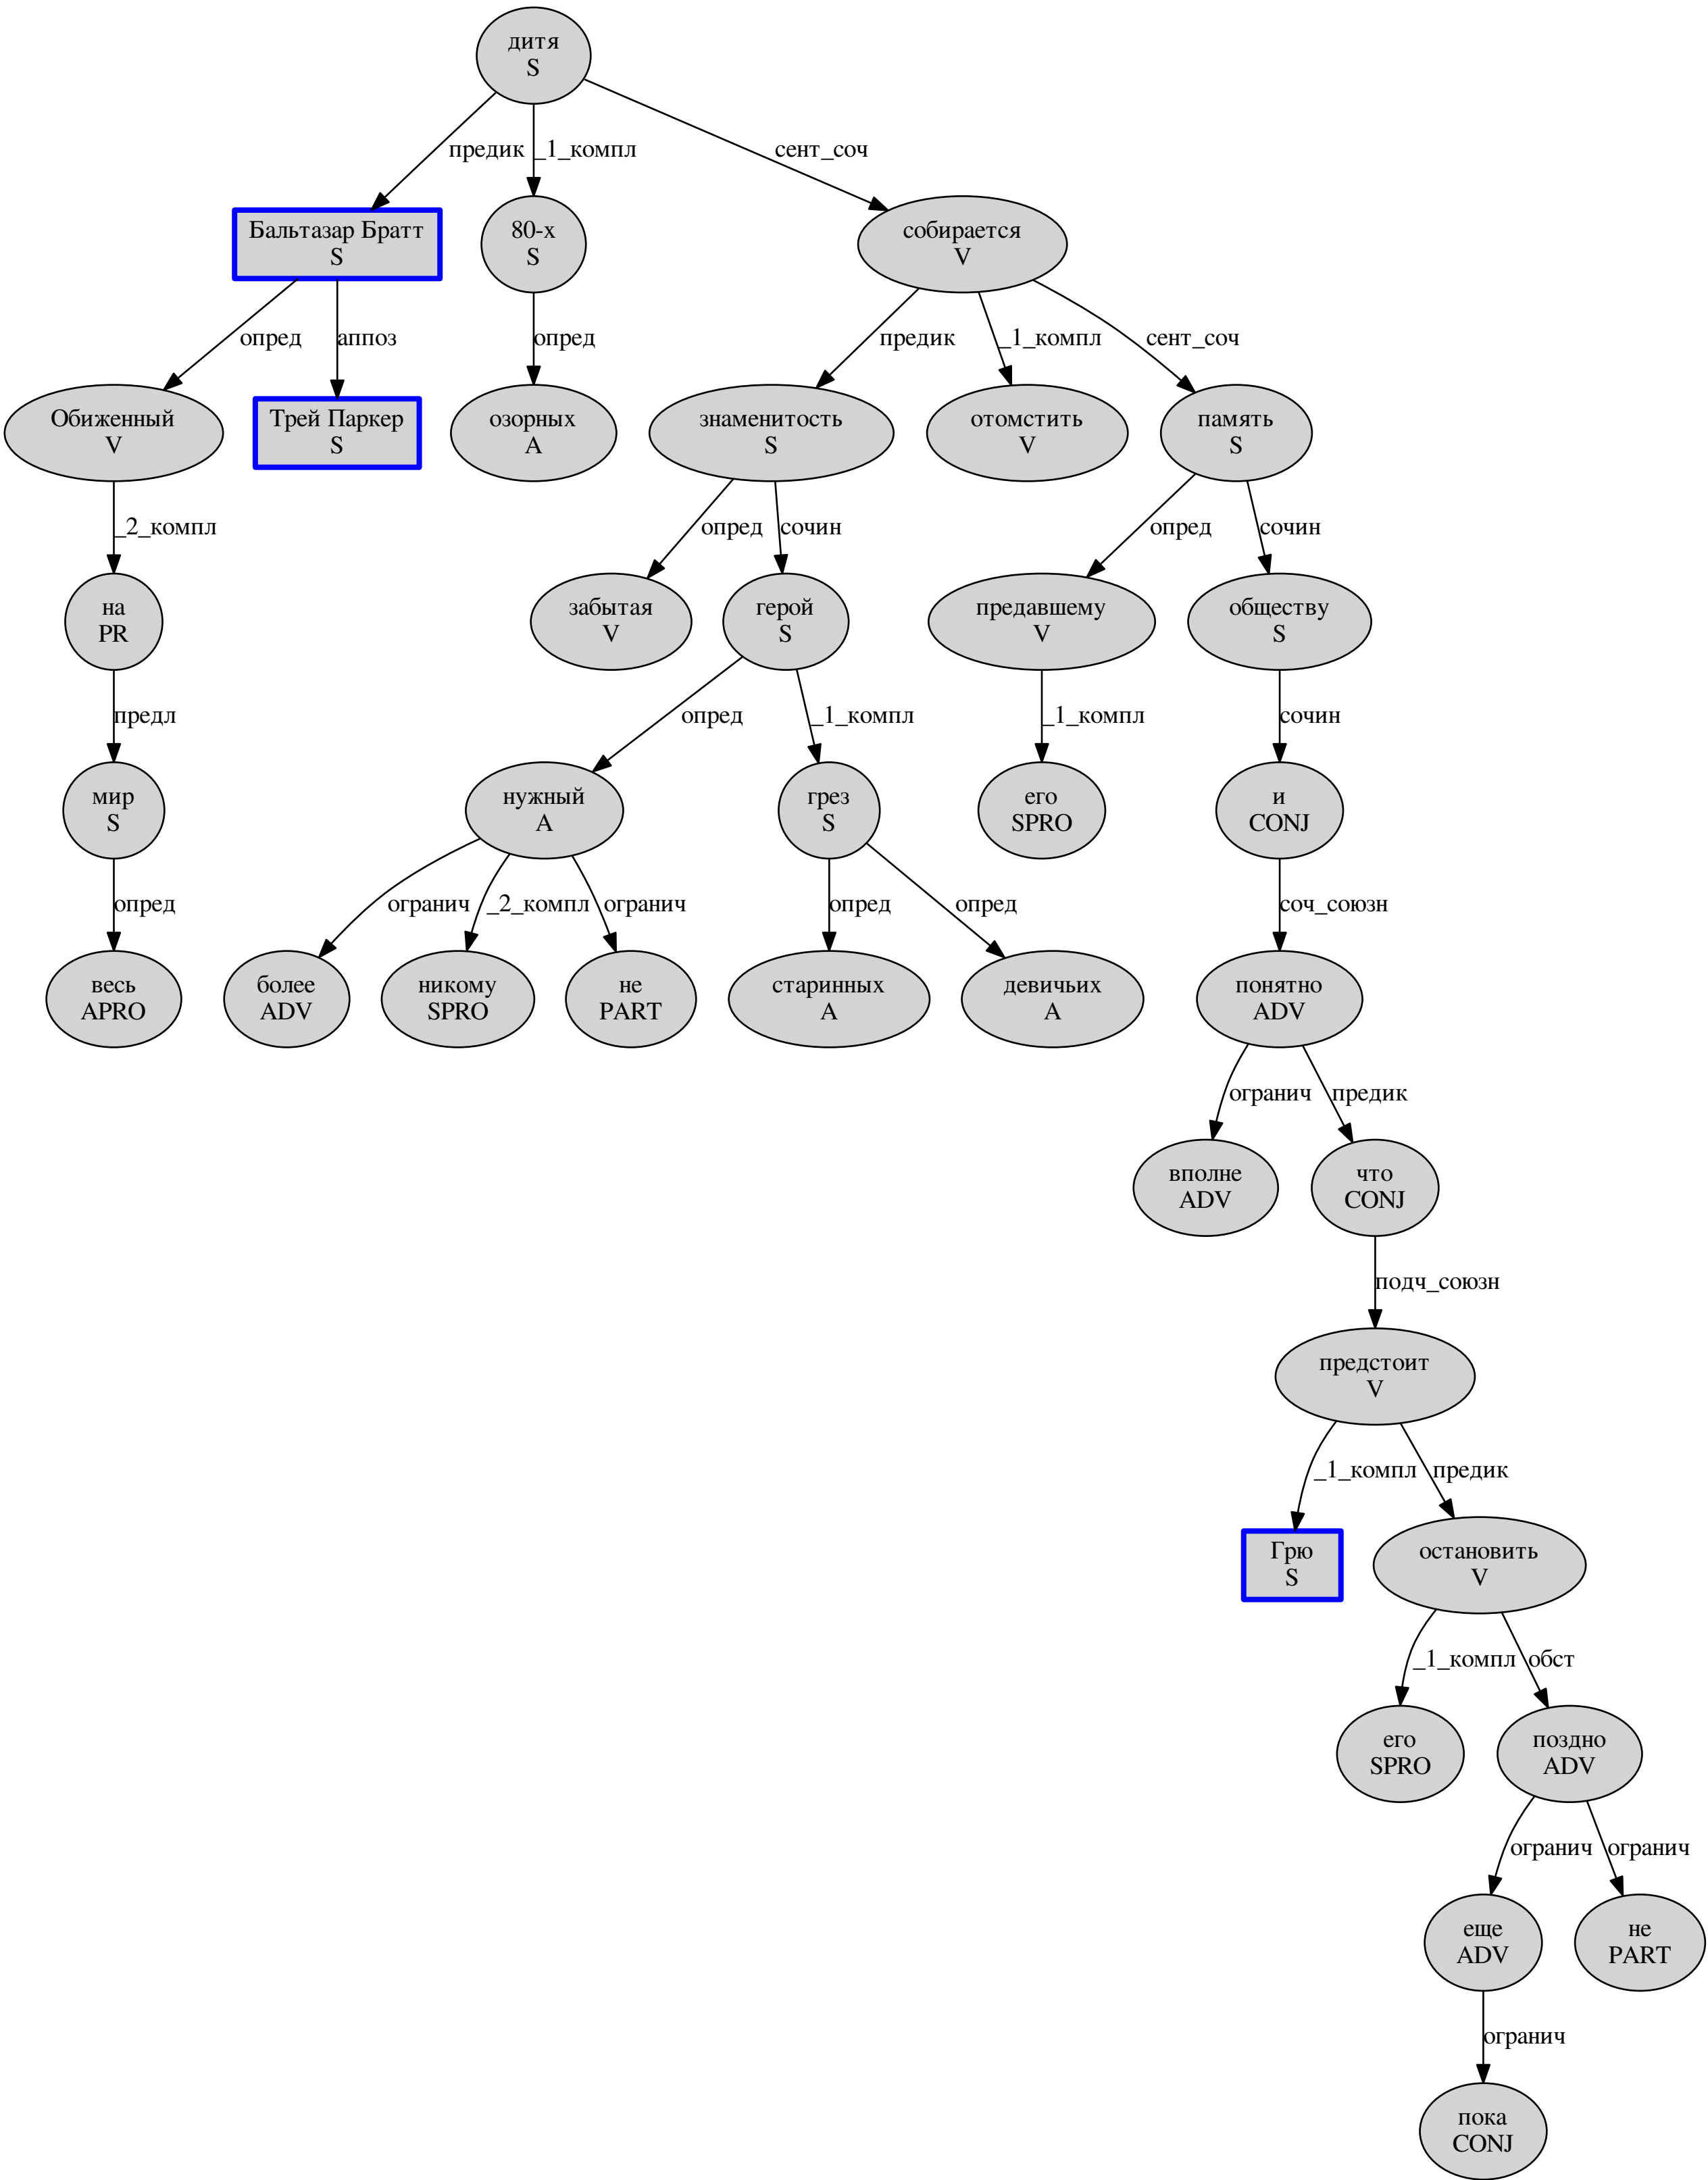 дитя
S
предик
_1_компл
сент_соч
Бальтазар Братт
S
80-х
S
собирается
V
опред
аппоз
опред
предик
_1_компл
сент_соч
Обиженный
V
Трей Паркер
S
озорных
A
знаменитость
S
отомстить
V
память
S
_2_компл
опред
сочин
опред
сочин
на
PR
забытая
V
герой
S
предавшему
V
обществу
S
предл
опред
_1_компл
_1_компл
сочин
мир
S
нужный
A
грез
S
его
SPRO
и
CONJ
опред
огранич
_2_компл
огранич
опред
опред
соч_союзн
весь
APRO
более
ADV
никому
SPRO
не
PART
старинных
A
девичьих
A
понятно
ADV
огранич
предик
вполне
ADV
что
CONJ
подч_союзн
предстоит
V
_1_компл
предик
Грю
S
остановить
V
_1_компл
обст
его
SPRO
поздно
ADV
огранич
огранич
еще
ADV
не
PART
огранич
пока
CONJ